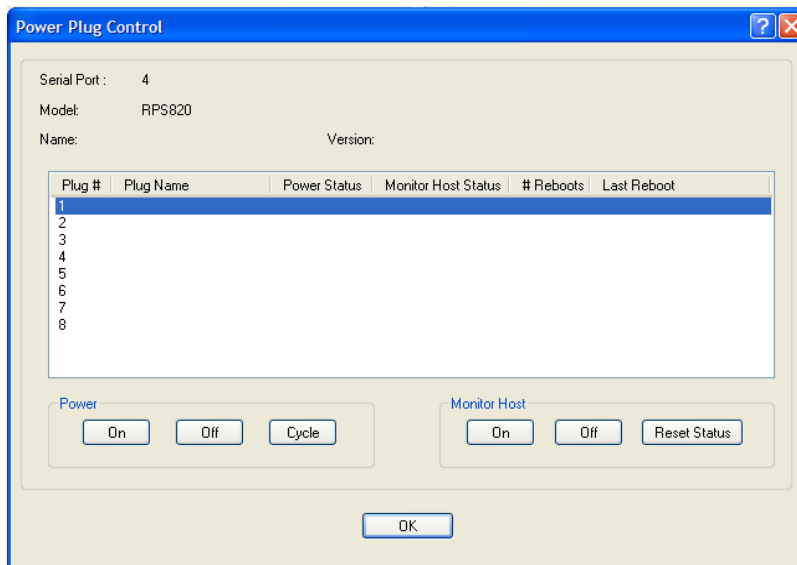 Power Plug Control
Serial Port : 4
Model: RPS820
Name: Version:
Plug # Plug Name Power Status Monitor Host Status # Reboots Last Reboot
1
2
3
4
5
6
7
8
Power Monitor Host
On Off Cycle On Off Reset Status
OK